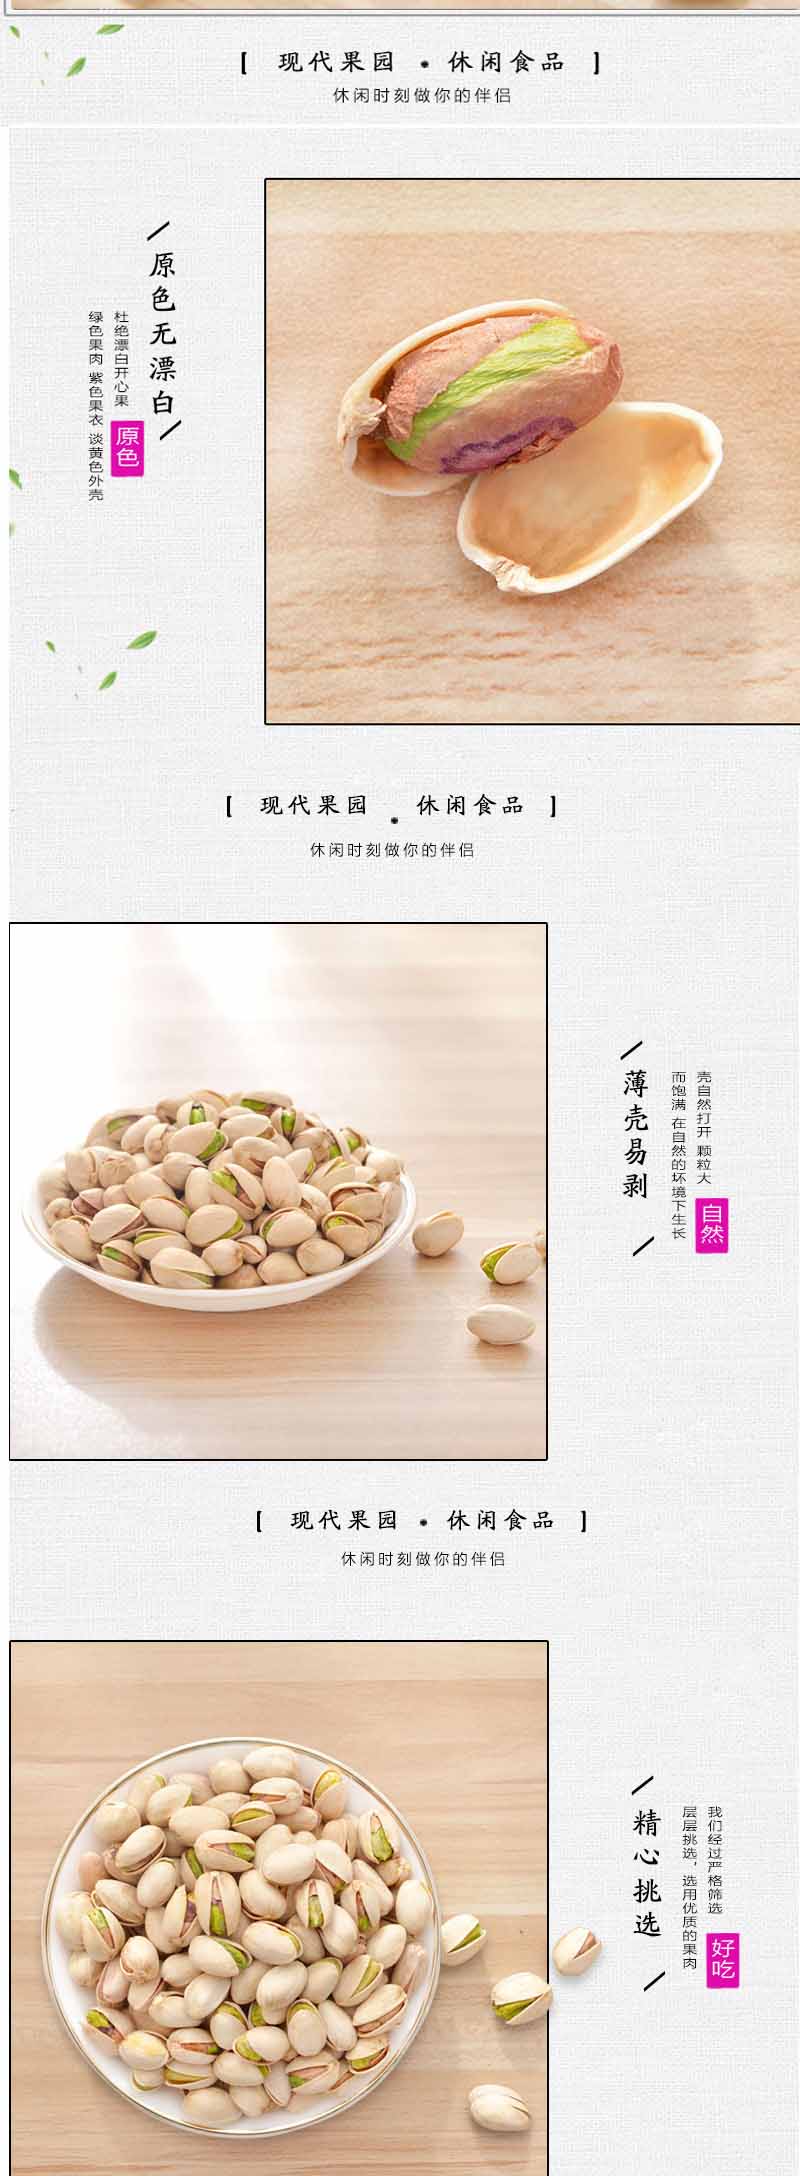 [ 现代果园 • 休闲食品 ]
休闲时刻做你的伴侣
原色无漂白
杜绝漂白开心果
原色
绿色果肉 紫色果衣 谈黄色外壳
[ 现代果园 • 休闲食品 ]
休闲时刻做你的伴侣
壳自然打开 颗粒大
自然
而饱满 在自然的坏境下生长
薄壳易剥
[ 现代果园 • 休闲食品 ]
休闲时刻做你的伴侣
我们经过严格筛选
好吃
层层挑选，选用优质的果肉
精心挑选